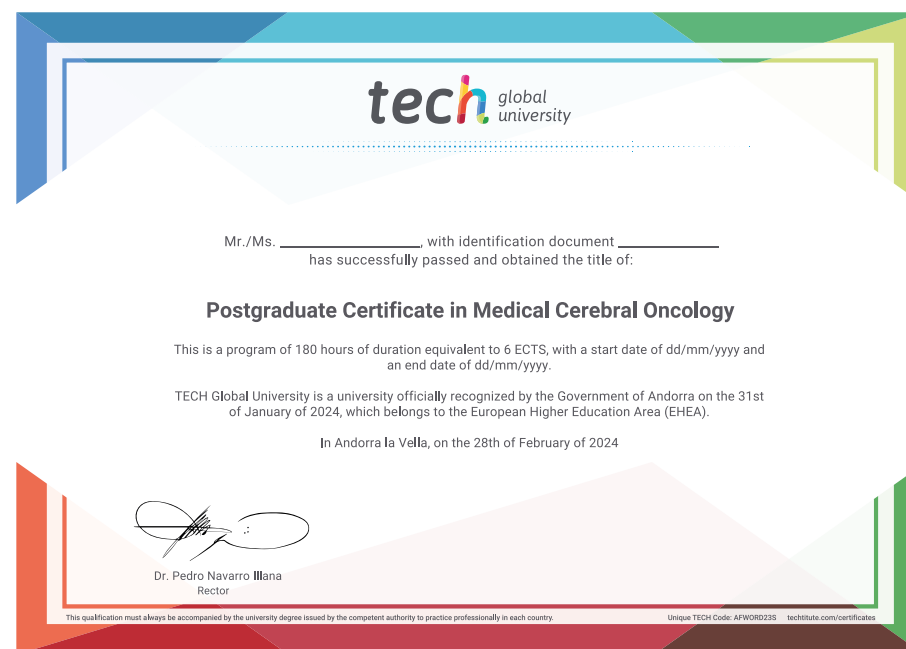 tech global
university
Mr./Ms. ____________________, with identification document ______________
has successfully passed and obtained the title of:
Postgraduate Certificate in Medical Cerebral Oncology
This is a program of 180 hours of duration equivalent to 6 ECTS, with a start date of dd/mm/yyyy and
an end date of dd/mm/yyyy.
TECH Global University is a university officially recognized by the Government of Andorra on the 31st
of January of 2024, which belongs to the European Higher Education Area (EHEA).
In Andorra la Vella, on the 28th of February of 2024
Dr. Pedro Navarro Illana
Rector
This qualification must always be accompanied by the university degree issued by the competent authority to practice professionally in each country.
Unique TECH Code: AFWORD23S techtitute.com/certificates